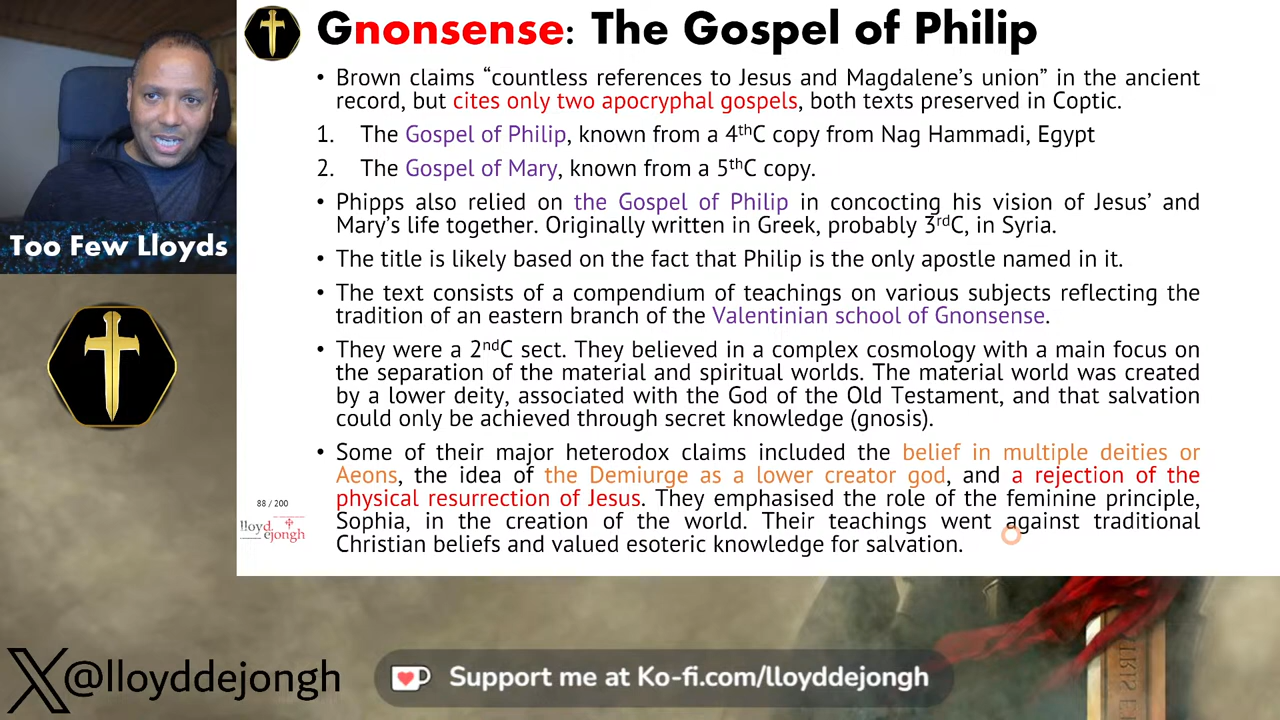 Gnonsense: The Gospel of Philip
• Brown claims “countless references to Jesus and Magdalene’s union” in the ancient
record, but cites only two apocryphal gospels, both texts preserved in Coptic.
1. The Gospel of Philip, known from a 4thC copy from Nag Hammadi, Egypt
2. The Gospel of Mary, known from a 5thC copy.
• Phipps also relied on the Gospel of Philip in concocting his vision of Jesus’ and
Mary’s life together. Originally written in Greek, probably 3rdC, in Syria.
• The title is likely based on the fact that Philip is the only apostle named in it.
• The text consists of a compendium of teachings on various subjects reflecting the
tradition of an eastern branch of the Valentinian school of Gnonsense.
• They were a 2ndC sect. They believed in a complex cosmology with a main focus on
the separation of the material and spiritual worlds. The material world was created
by a lower deity, associated with the God of the Old Testament, and that salvation
could only be achieved through secret knowledge (gnosis).
• Some of their major heterodox claims included the belief in multiple deities or
Aeons, the idea of the Demiurge as a lower creator god, and a rejection of the
physical resurrection of Jesus. They emphasised the role of the feminine principle,
Sophia, in the creation of the world. Their teachings went against traditional
Christian beliefs and valued esoteric knowledge for salvation.
Too Few Lloyds
88 / 200
lloyd
ejongh
X@lloyddejongh
Support me at Ko-fi.com/lloyddejongh